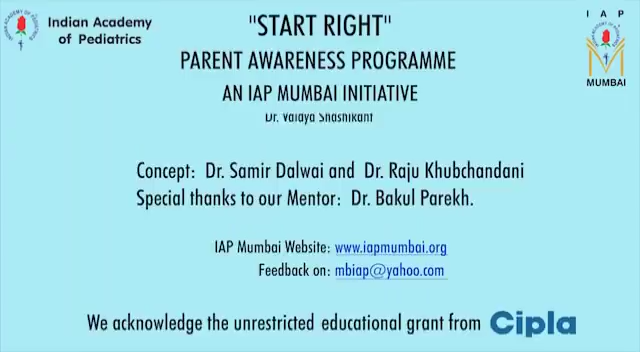 Indian Academy
of Pediatrics
"START RIGHT"
PARENT AWARENESS PROGRAMME
AN IAP MUMBAI INITIATIVE
IAP
MUMBAI
Dr. Shashikant
Concept: Dr. Samir Dalwai and Dr. Raju Khubchandani
Special thanks to our Mentor: Dr. Bakul Parekh.
IAP Mumbai Website: www.iapmumbai.org
Feedback on: mbiap@yahoo.com
We acknowledge the unrestricted educational grant from Cipla